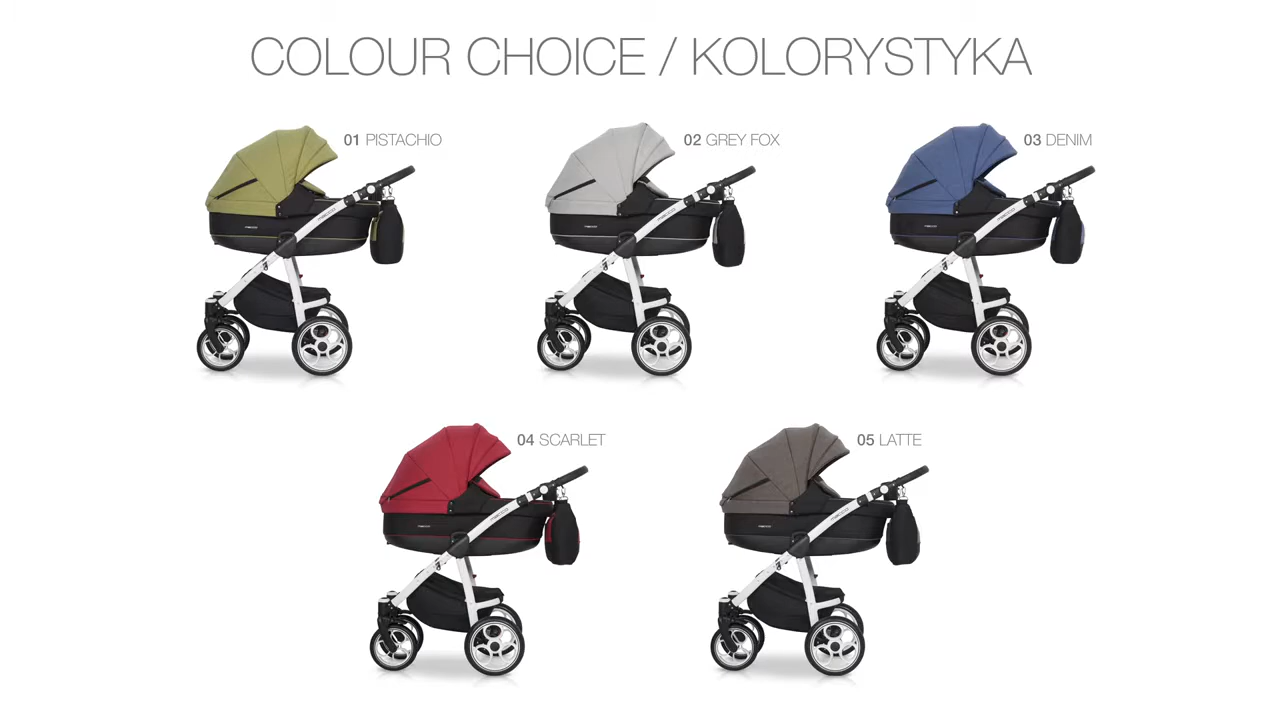 COLOUR CHOICE / KOLORYSTYKA
01 PISTACHIO
02 GREY FOX
03 DENIM
04 SCARLET
05 LATTE